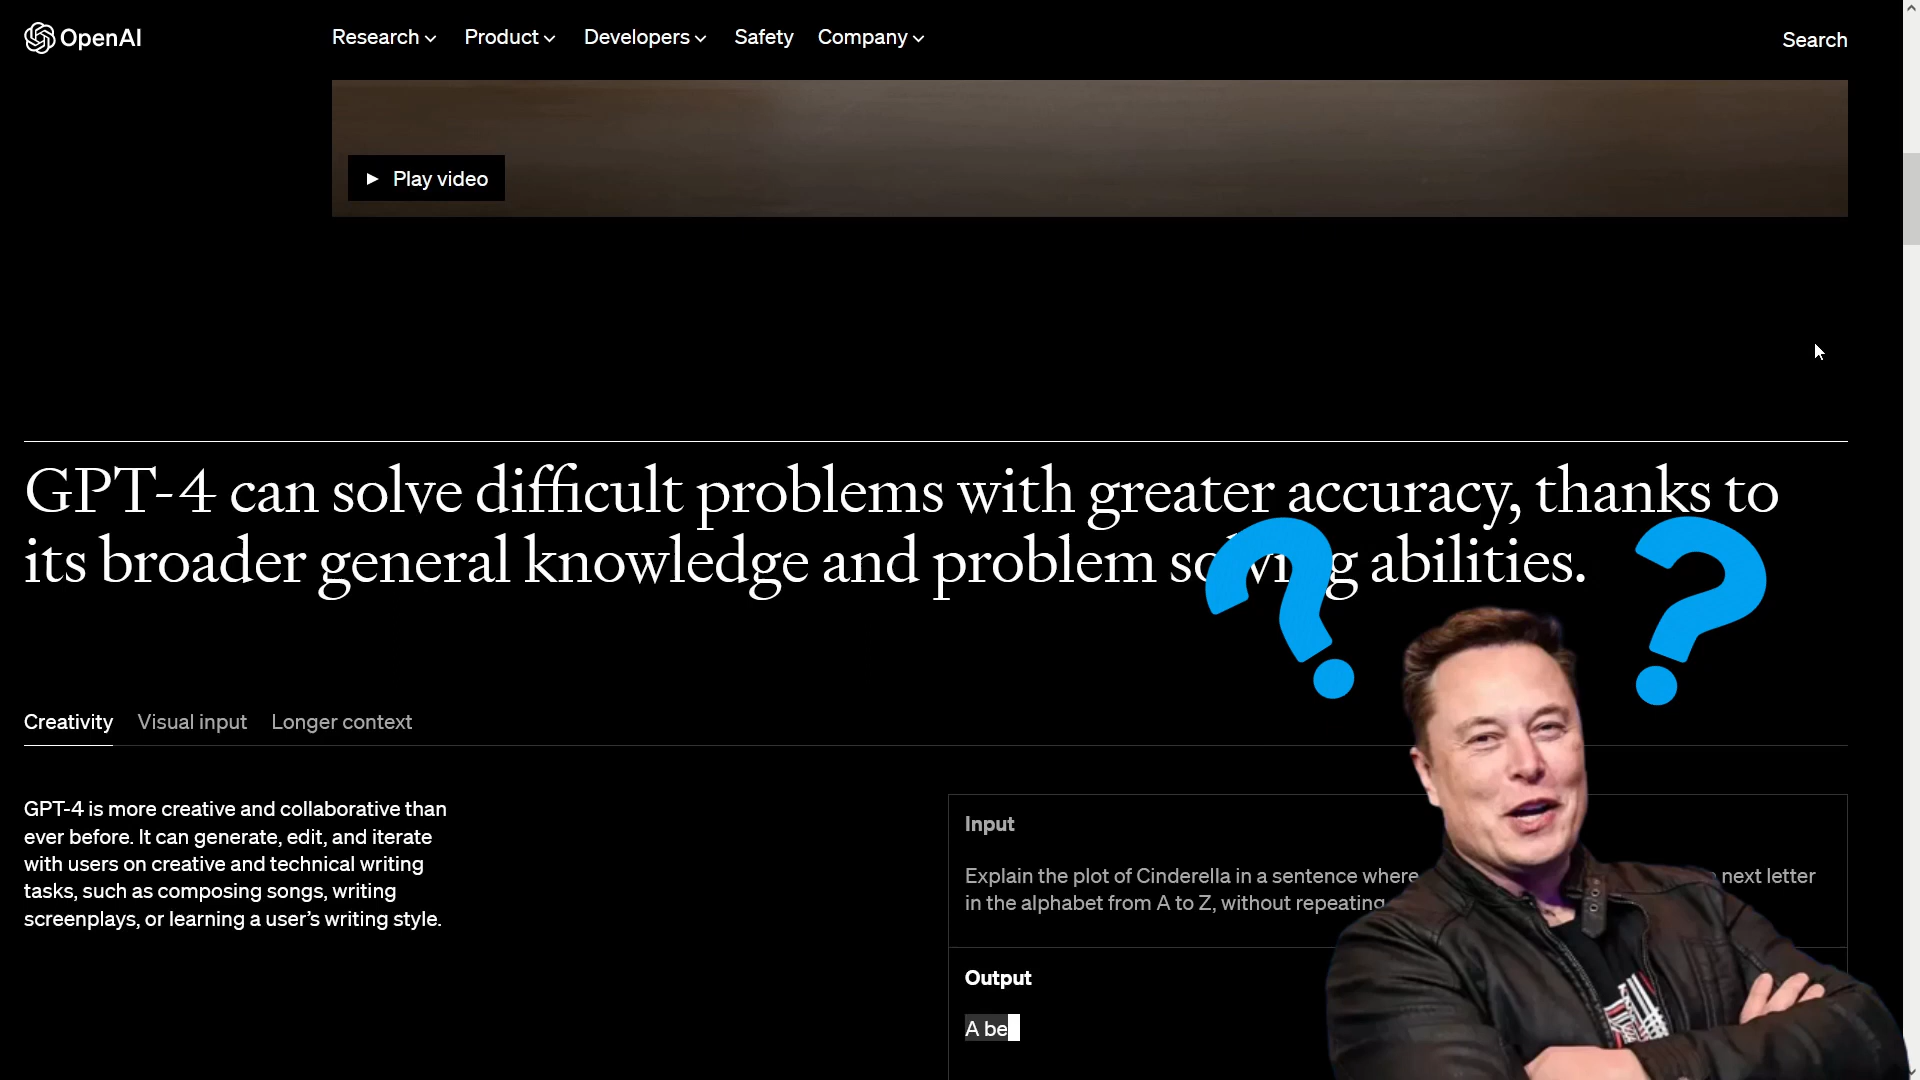 OpenAI
Research Product Developers Safety Company
Search
Play video
GPT-4 can solve difficult problems with greater accuracy, thanks to
its broader general knowledge and problem solving abilities.
? ?
Creativity Visual input Longer context
GPT-4 is more creative and collaborative than
ever before. It can generate, edit, and iterate
with users on creative and technical writing
tasks, such as composing songs, writing
screenplays, or learning a user’s writing style.
Input
Explain the plot of Cinderella in a sentence where next letter
in the alphabet from A to Z, without repeating
Output
A be